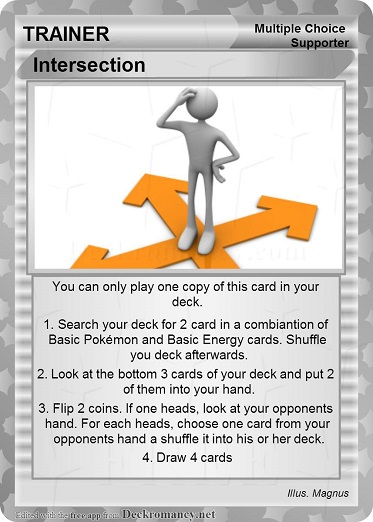 TRAINER
Multiple Choice
Supporter
Intersection
You can only play one copy of this card in your
deck.
1. Search your deck for 2 card in a combiantion of
Basic Pokémon and Basic Energy cards. Shuffle
you deck afterwards.
2. Look at the bottom 3 cards of your deck and put 2
of them into your hand.
3. Flip 2 coins. If one heads, look at your opponents
hand. For each heads, choose one card from your
opponents hand a shuffle it into his or her deck.
4. Draw 4 cards
Illus. Magnus
Edited with the free app from Deckromancy.net